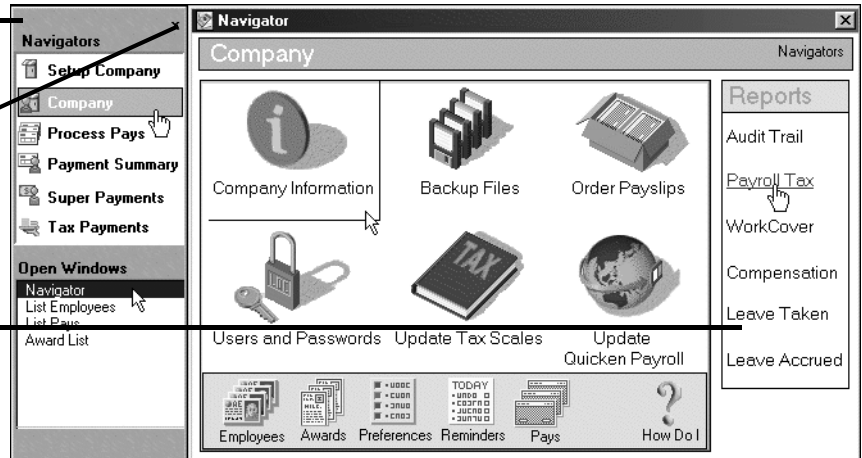 Navigators
Setup Company
Company
Process Pays
Payment Summary
Super Payments
Tax Payments
Open Windows
Navigator
List Employees
List Pays
Award List
Navigator
Company
Navigators
Company Information
Backup Files
Order Payslips
Users and Passwords
Update Tax Scales
Update
Quicken Payroll
TAX
Employees
Awards
Preferences
TODAY
Reminders
Pays
How Do I
Reports
Audit Trail
Payroll Tax
WorkCover
Compensation
Leave Taken
Leave Accrued